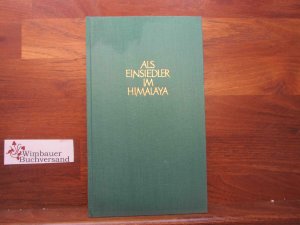 ALS
EINSIEDLER
IM
HIMALAYA
Wimbauer
Buchversand